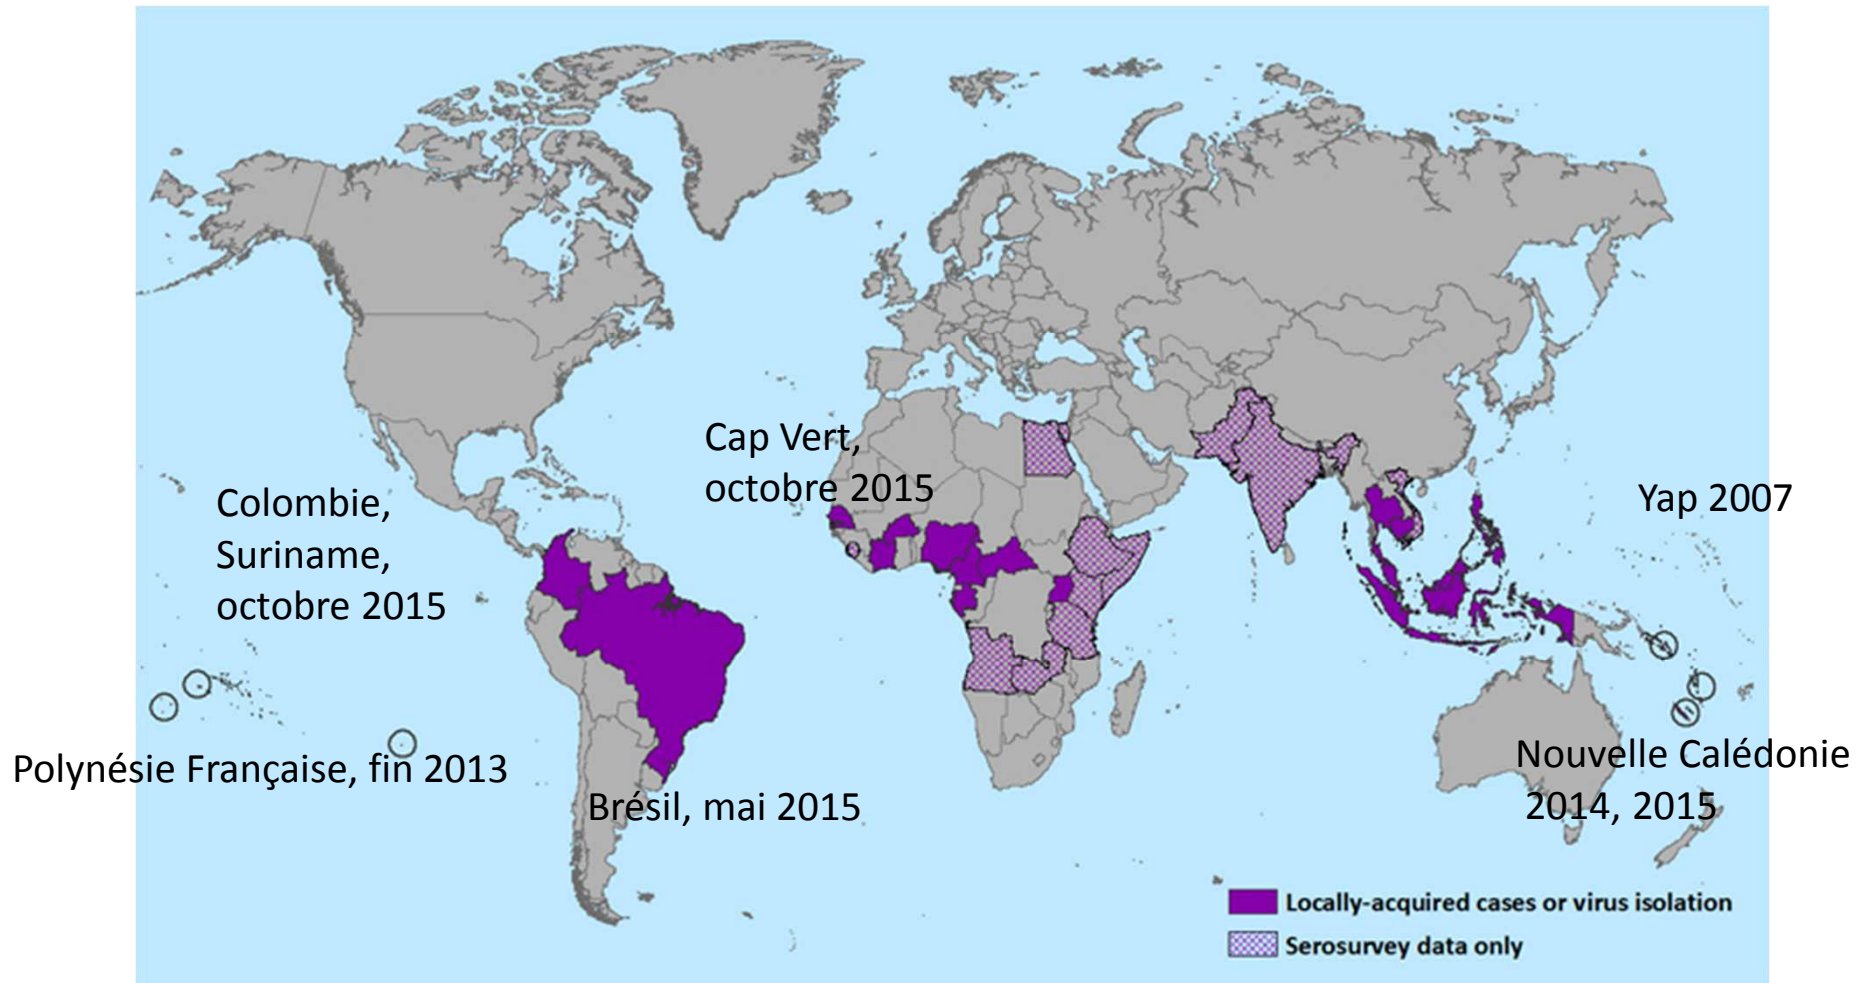 Cap Vert,
octobre 2015
Colombie,
Suriname,
octobre 2015
Yap 2007
Polynésie Française, fin 2013
Brésil, mai 2015
Nouvelle Calédonie
2014, 2015
Locally-acquired cases or virus isolation
Serosurvey data only